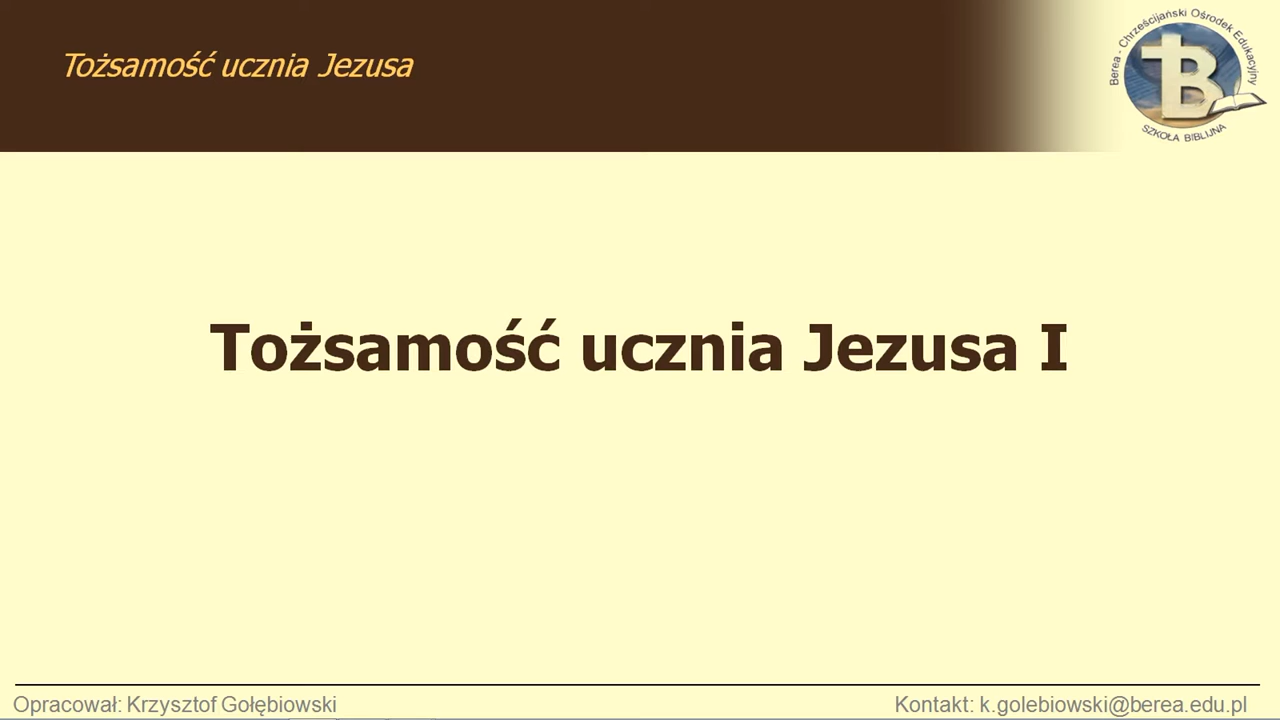 Tożsamość ucznia Jezusa
Berea - Chrześcijański Ośrodek Edukacyjny
B
SZKOŁA BIBLIJNA
Tożsamość ucznia Jezusa I
Opracował: Krzysztof Gołębiowski
Kontakt: k.golebiowski@berea.edu.pl